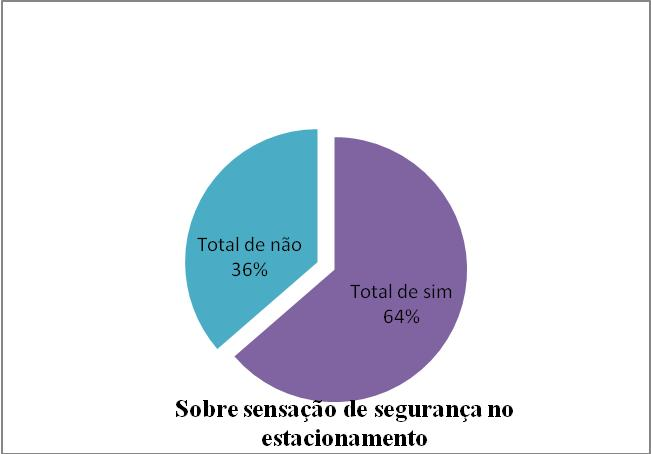 Total de não
36%
Total de sim
64%
Sobre sensação de segurança no
estacionamento